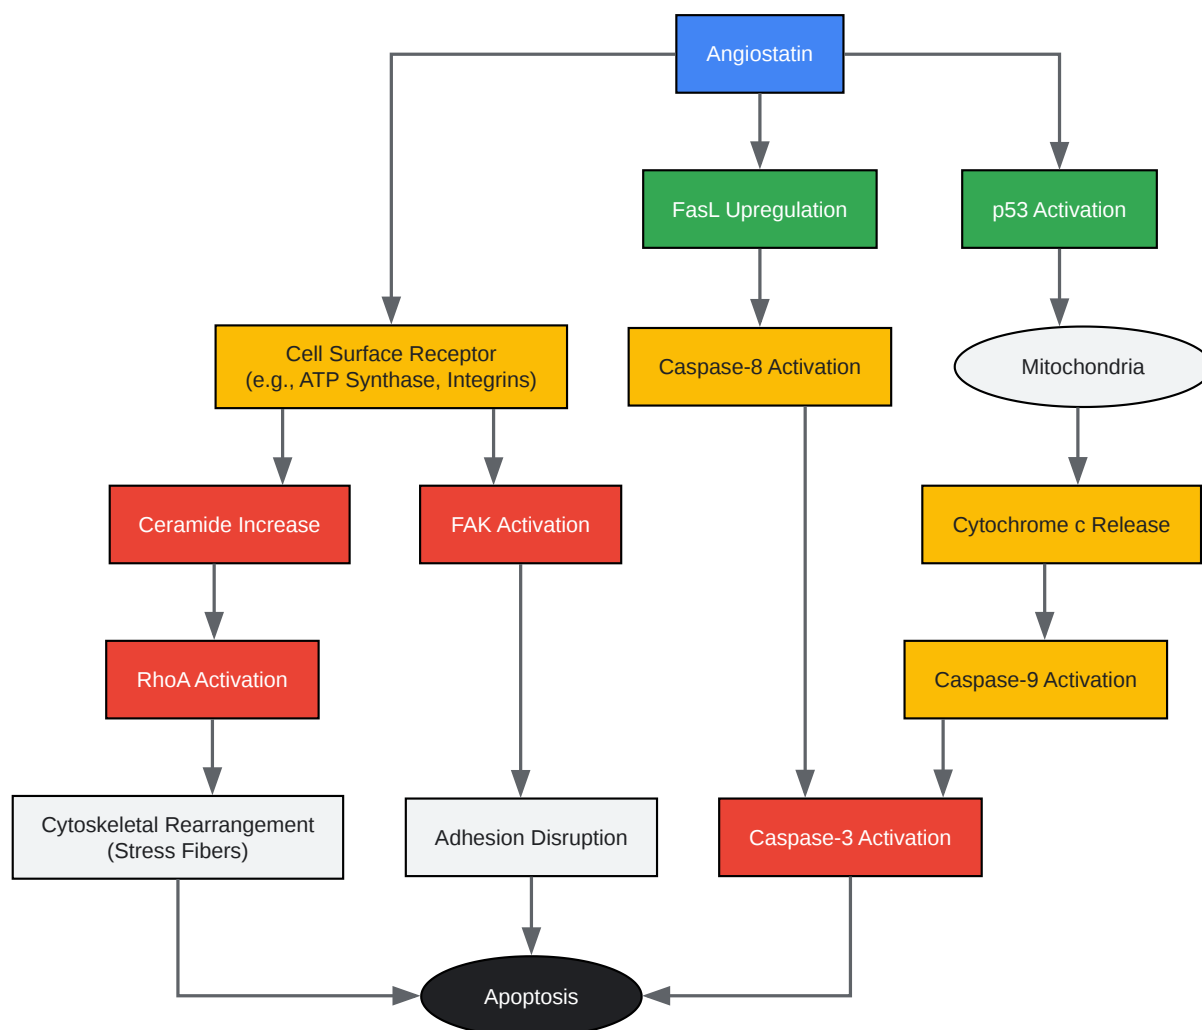 Angiostatin
FasL Upregulation
p53 Activation
Cell Surface Receptor
(e.g., ATP Synthase, Integrins)
Caspase-8 Activation
Mitochondria
Ceramide Increase
FAK Activation
Cytochrome c Release
RhoA Activation
Caspase-9 Activation
Cytoskeletal Rearrangement
(Stress Fibers)
Adhesion Disruption
Caspase-3 Activation
Apoptosis